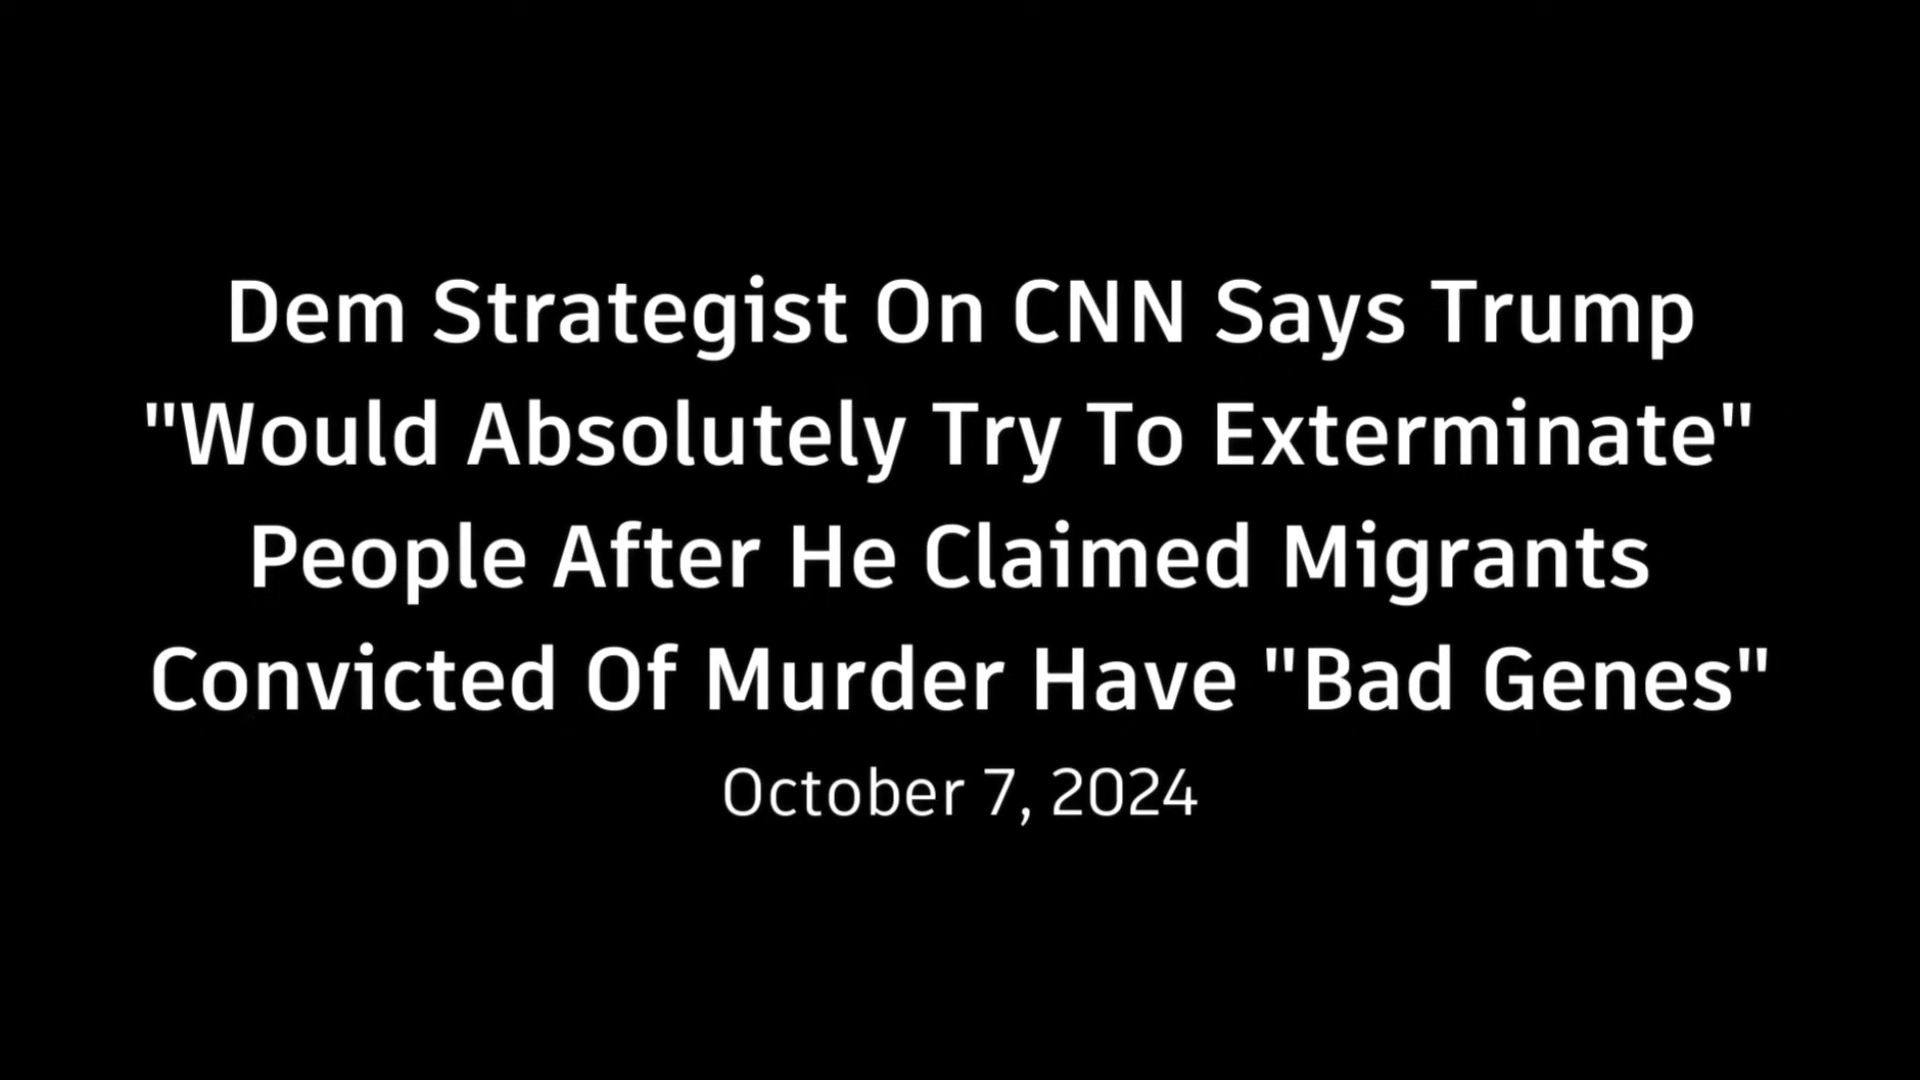 Dem Strategist On CNN Says Trump
"Would Absolutely Try To Exterminate"
People After He Claimed Migrants
Convicted Of Murder Have "Bad Genes"
October 7, 2024